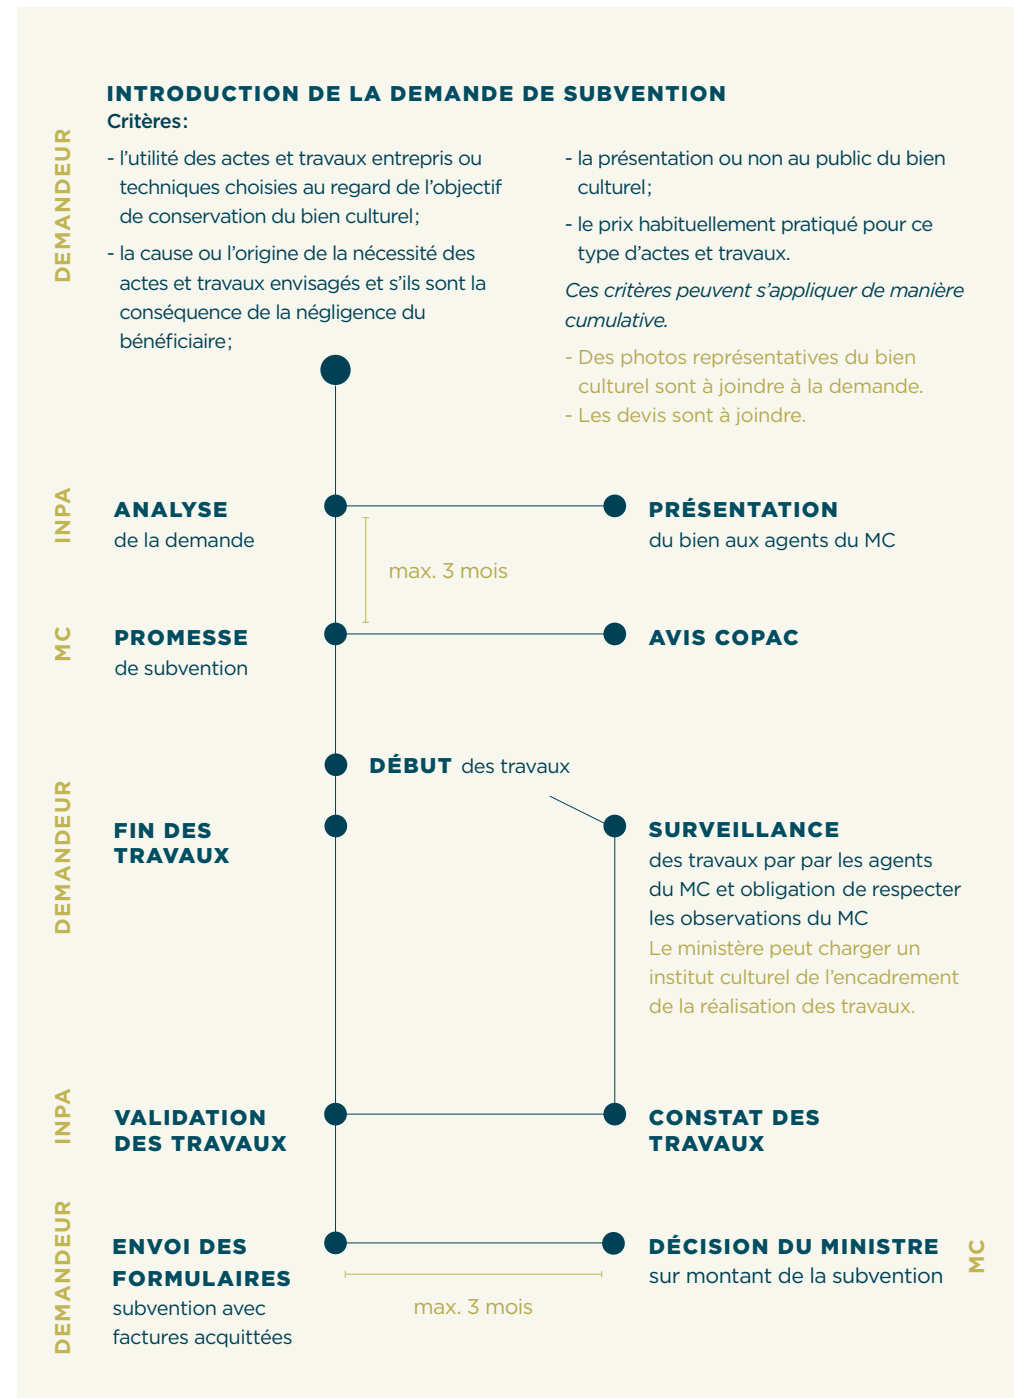 DEMANDEUR
INTRODUCTION DE LA DEMANDE DE SUBVENTION
Critères :
- l’utilité des actes et travaux entrepris ou
techniques choisies au regard de l’objectif
de conservation du bien culturel ;
- la cause ou l’origine de la nécessité des
actes et travaux envisagés et s’ils sont la
conséquence de la négligence du
bénéficiaire ;
- la présentation ou non au public du bien
culturel ;
- le prix habituellement pratiqué pour ce
type d’actes et travaux.
Ces critères peuvent s’appliquer de manière
cumulative.
- Des photos représentatives du bien
culturel sont à joindre à la demande.
- Les devis sont à joindre.
INPA
ANALYSE
de la demande
PRÉSENTATION
du bien aux agents du MC
max. 3 mois
MC
PROMESSE
de subvention
AVIS COPAC
DEMANDEUR
DÉBUT des travaux
FIN DES
TRAVAUX
SURVEILLANCE
des travaux par par les agents
du MC et obligation de respecter
les observations du MC
Le ministère peut charger un
institut culturel de l’encadrement
de la réalisation des travaux.
INPA
VALIDATION
DES TRAVAUX
CONSTAT DES
TRAVAUX
DEMANDEUR
ENVOI DES
FORMULAIRES
subvention avec
factures acquittées
max. 3 mois
DÉCISION DU MINISTRE
sur montant de la subvention
MC